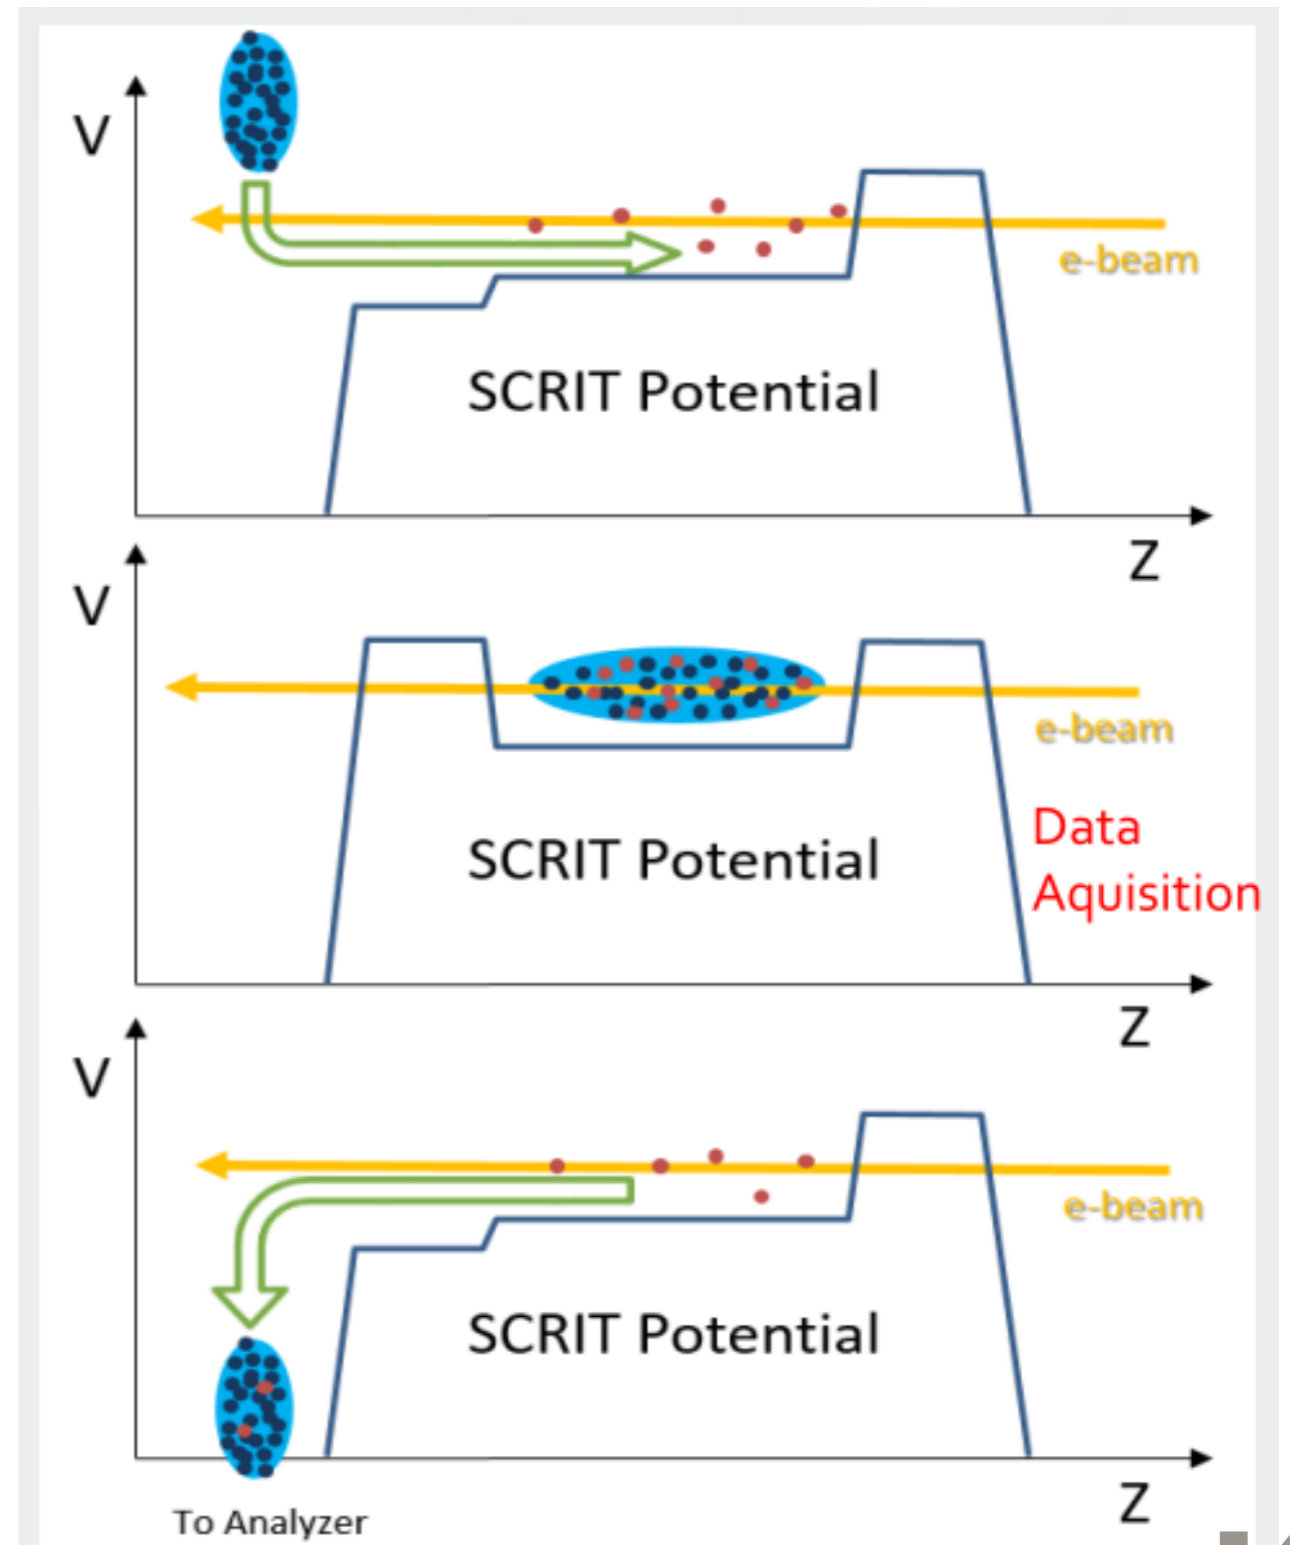 V
e-beam
SCRIT Potential
Z
V
e-beam
SCRIT Potential
Data
Aquisition
Z
V
e-beam
SCRIT Potential
Z
To Analyzer